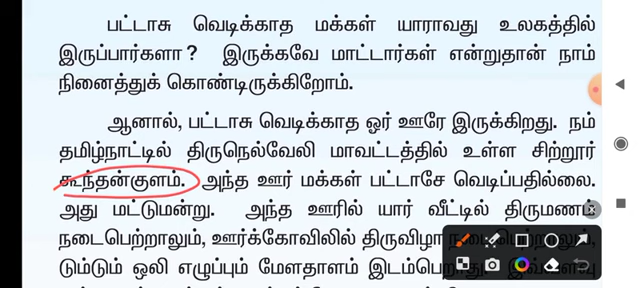 பட்டாசு வெடிக்காத மக்கள் யாராவது உலகத்தில்
இருப்பார்களா? இருக்கவே மாட்டார்கள் என்றுதான் நாம்
நினைத்துக் கொண்டிருக்கிறோம்.
ஆனால், பட்டாசு வெடிக்காத ஓர் ஊரே இருக்கிறது. நம்
தமிழ்நாட்டில் திருநெல்வேலி மாவட்டத்தில் உள்ள சிற்றூர்
கூந்தன்குளம். அந்த ஊர் மக்கள் பட்டாசே வெடிப்பதில்லை.
அது மட்டுமன்று. அந்த ஊரில் யார் வீட்டில் திருமணம்
நடைபெற்றாலும், ஊர்க்கோவிலில் திருவிழா
டும்டும் ஒலி எழுப்பும் மேளதாளம்